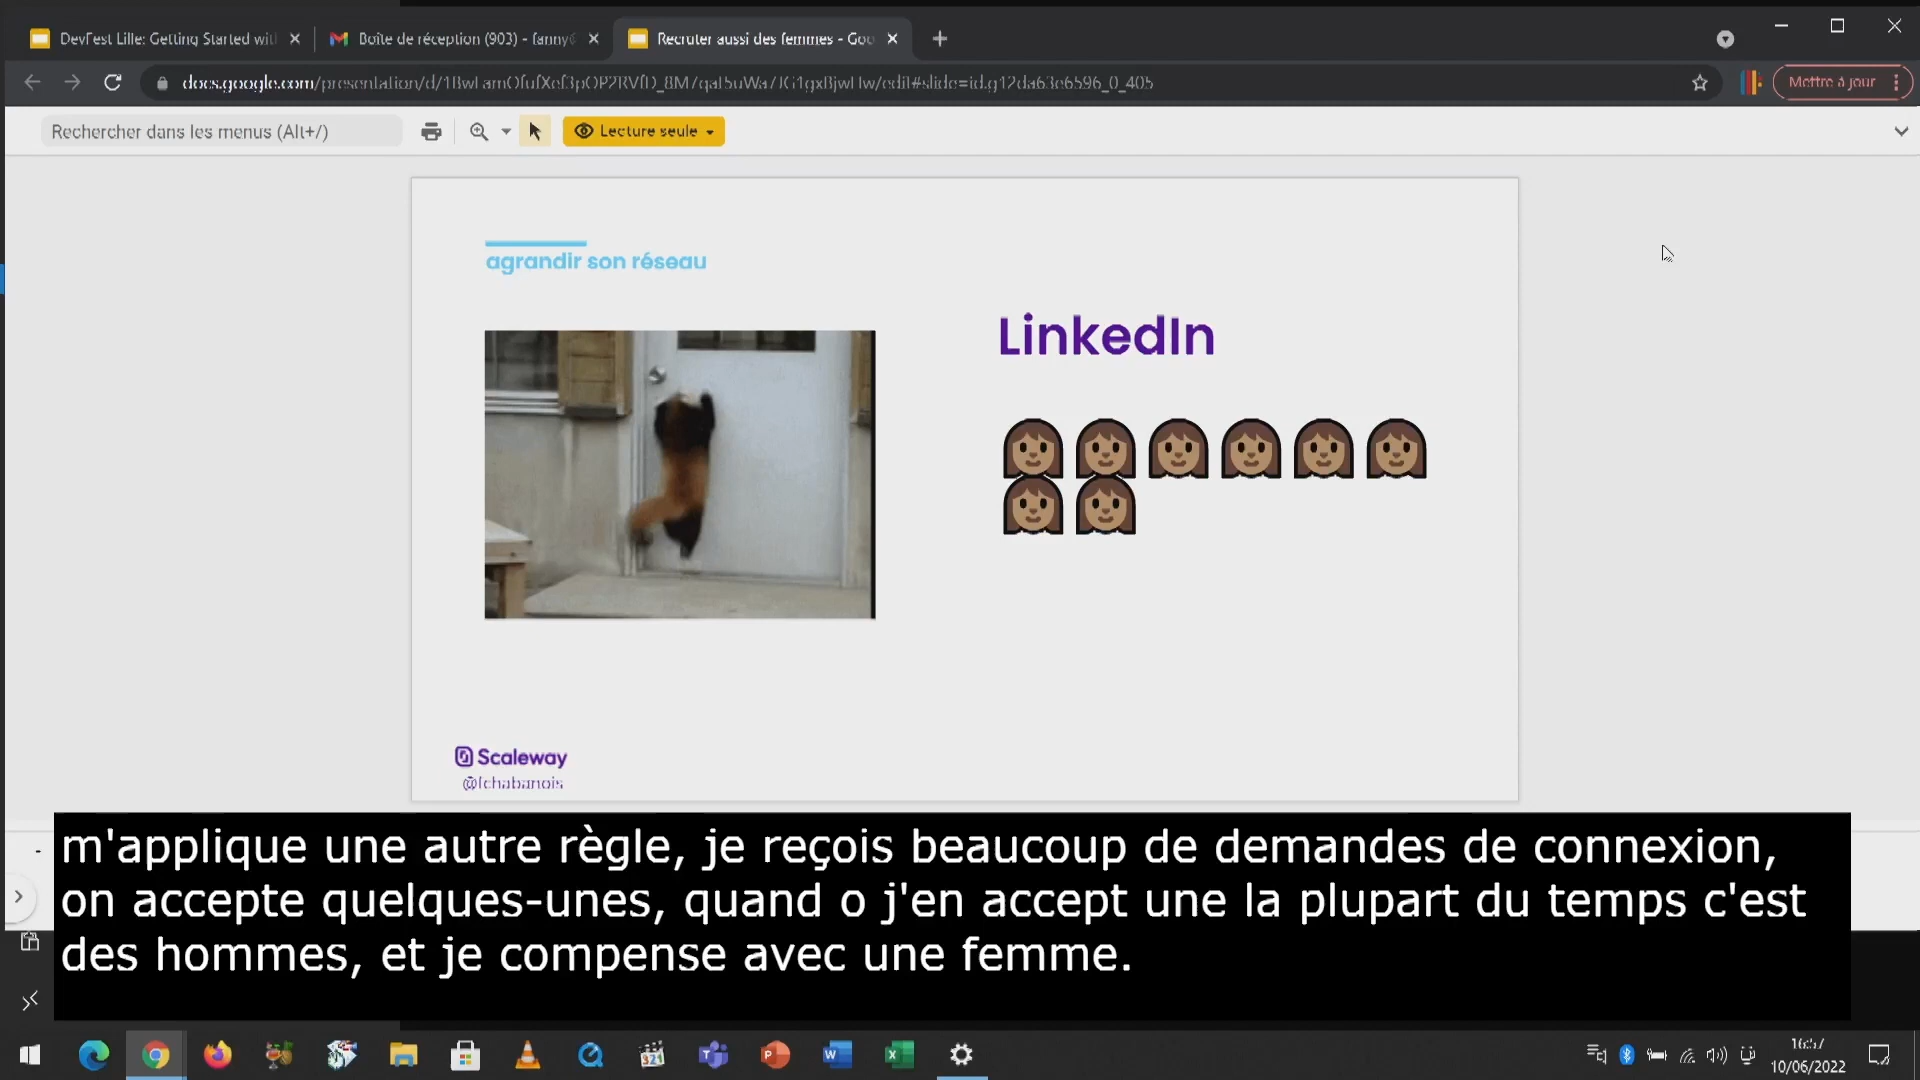 DevFest Lille: Getting Started wit
Boîte de réception (903) - fanny@
Recruter aussi des femmes - Goo
docs.google.com/presentation/d/
Mettre à jour
Rechercher dans les menus (Alt+/)
Lecture seule
agrandir son réseau
LinkedIn
Scaleway
@fchabanois
m'applique une autre règle, je reçois beaucoup de demandes de connexion,
on accepte quelques-unes, quand o j'en accept une la plupart du temps c'est
des hommes, et je compense avec une femme.
16:57
10/06/2022